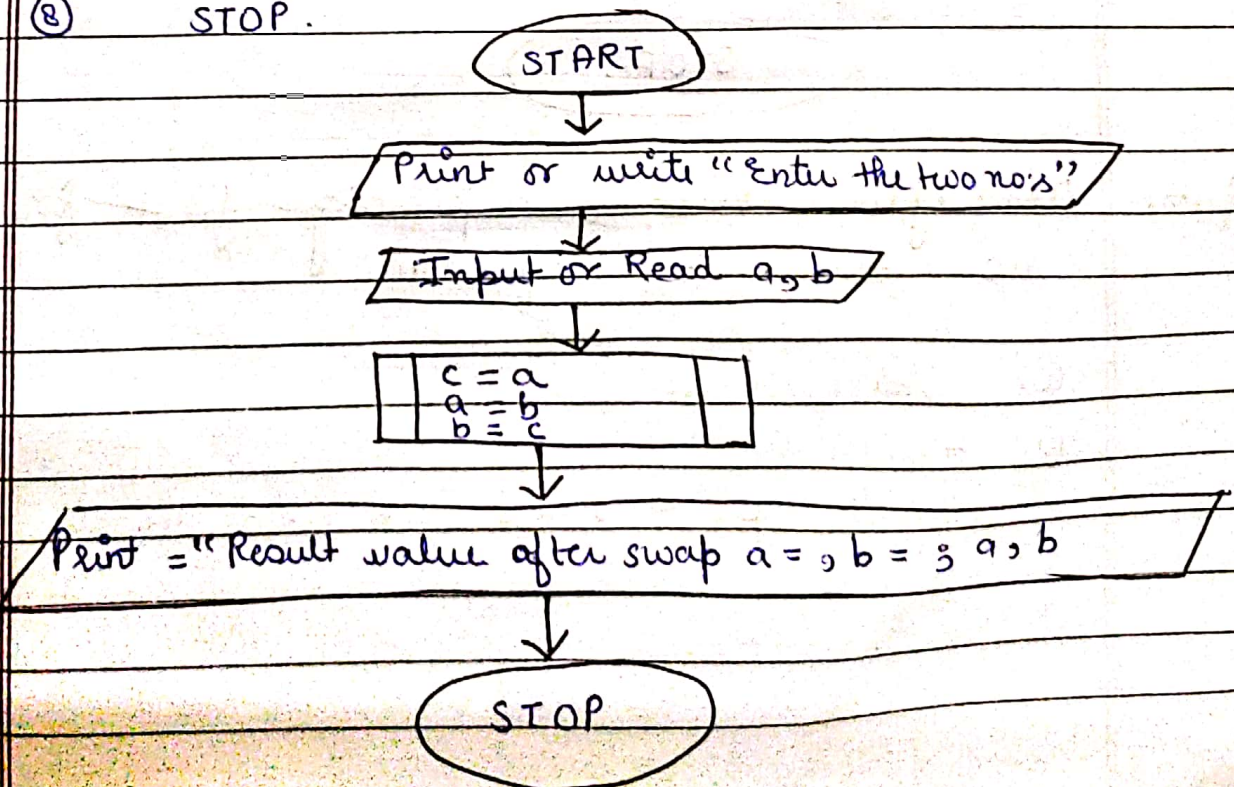 ⑧ STOP.
START
Print or write "Enter the two no's"
Input or Read a, b
c = a
a = b
b = c
Print = "Result value after swap a = , b = ; a, b
STOP